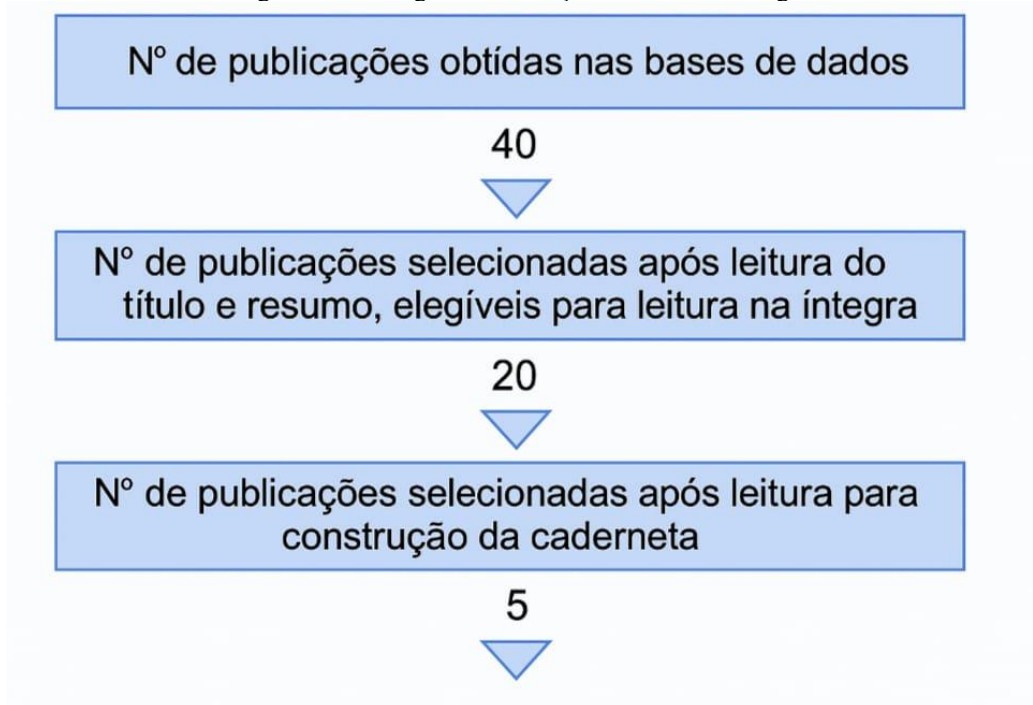 Nº de publicações obtídas nas bases de dados
40
Nº de publicações selecionadas após leitura do
título e resumo, elegíveis para leitura na íntegra
20
Nº de publicações selecionadas após leitura para
construção da caderneta
5